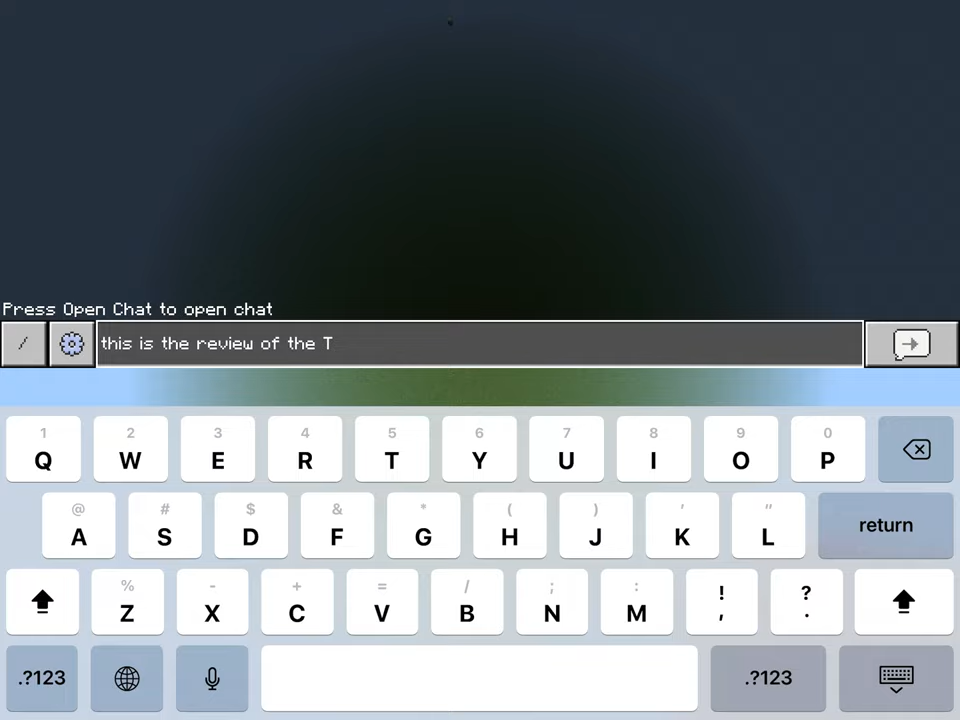 Press Open Chat to open chat
/ this is the review of the T
1 2 3 4 5 6 7 8 9 0
Q W E R T Y U I O P
@ # $ & * ( ) ' "
A S D F G H J K L return
% - + = / ; : ! ?
Z X C V B N M , .
.?123 .?123